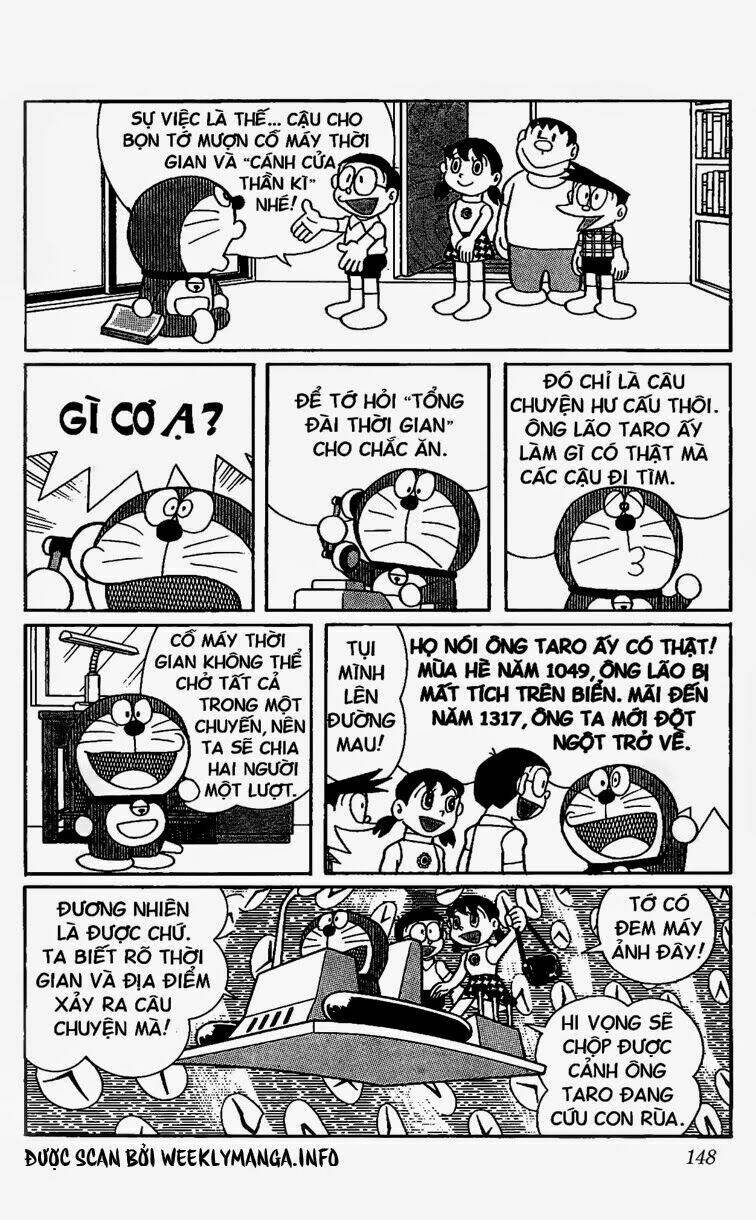 SỰ VIỆC LÀ THẾ... CẬU CHO
BỌN TỚ MƯỢN CỖ MÁY THỜI
GIAN VÀ "CÁNH CỬA
THẦN KÌ"
NHÉ!
ĐÓ CHỈ LÀ CÂU
CHUYỆN HƯ CẤU THÔI.
ÔNG LÃO TARO ẤY
LÀM GÌ CÓ THẬT MÀ
CÁC CẬU ĐI TÌM.
ĐỂ TỚ HỎI "TỔNG
ĐÀI THỜI GIAN"
CHO CHẮC ĂN.
GÌ CƠ Ạ?
HỌ NÓI ÔNG TARO ẤY CÓ THẬT!
MÙA HÈ NĂM 1049, ÔNG LÃO BỊ
MẤT TÍCH TRÊN BIỂN. MÃI ĐẾN
NĂM 1317, ÔNG TA MỚI ĐỘT
NGỘT TRỞ VỀ.
TỤI
MÌNH
LÊN
ĐƯỜNG
MAU!
CỖ MÁY THỜI
GIAN KHÔNG THỂ
CHỞ TẤT CẢ
TRONG MỘT
CHUYẾN, NÊN
TA SẼ CHIA
HAI NGƯỜI
MỘT LƯỢT.
TỚ CÓ
ĐEM MÁY
ẢNH ĐÂY!
HI VỌNG SẼ
CHỘP ĐƯỢC
CẢNH ÔNG
TARO ĐANG
CỨU CON RÙA.
ĐƯƠNG NHIÊN
LÀ ĐƯỢC CHỨ.
TA BIẾT RÕ THỜI
GIAN VÀ ĐỊA ĐIỂM
XẢY RA CÂU
CHUYỆN MÀ!
ĐƯỢC SCAN BỞI WEEKLYMANGA.INFO
148